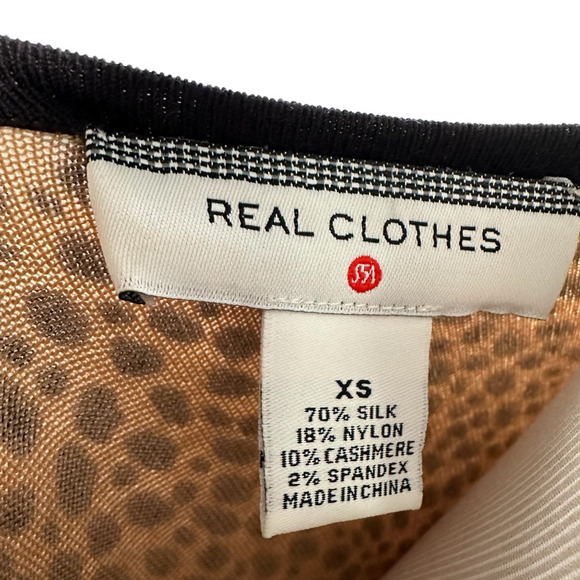 REAL CLOTHES
XS
70% SILK
18% NYLON
10% CASHMERE
2% SPANDEX
MADE IN CHINA